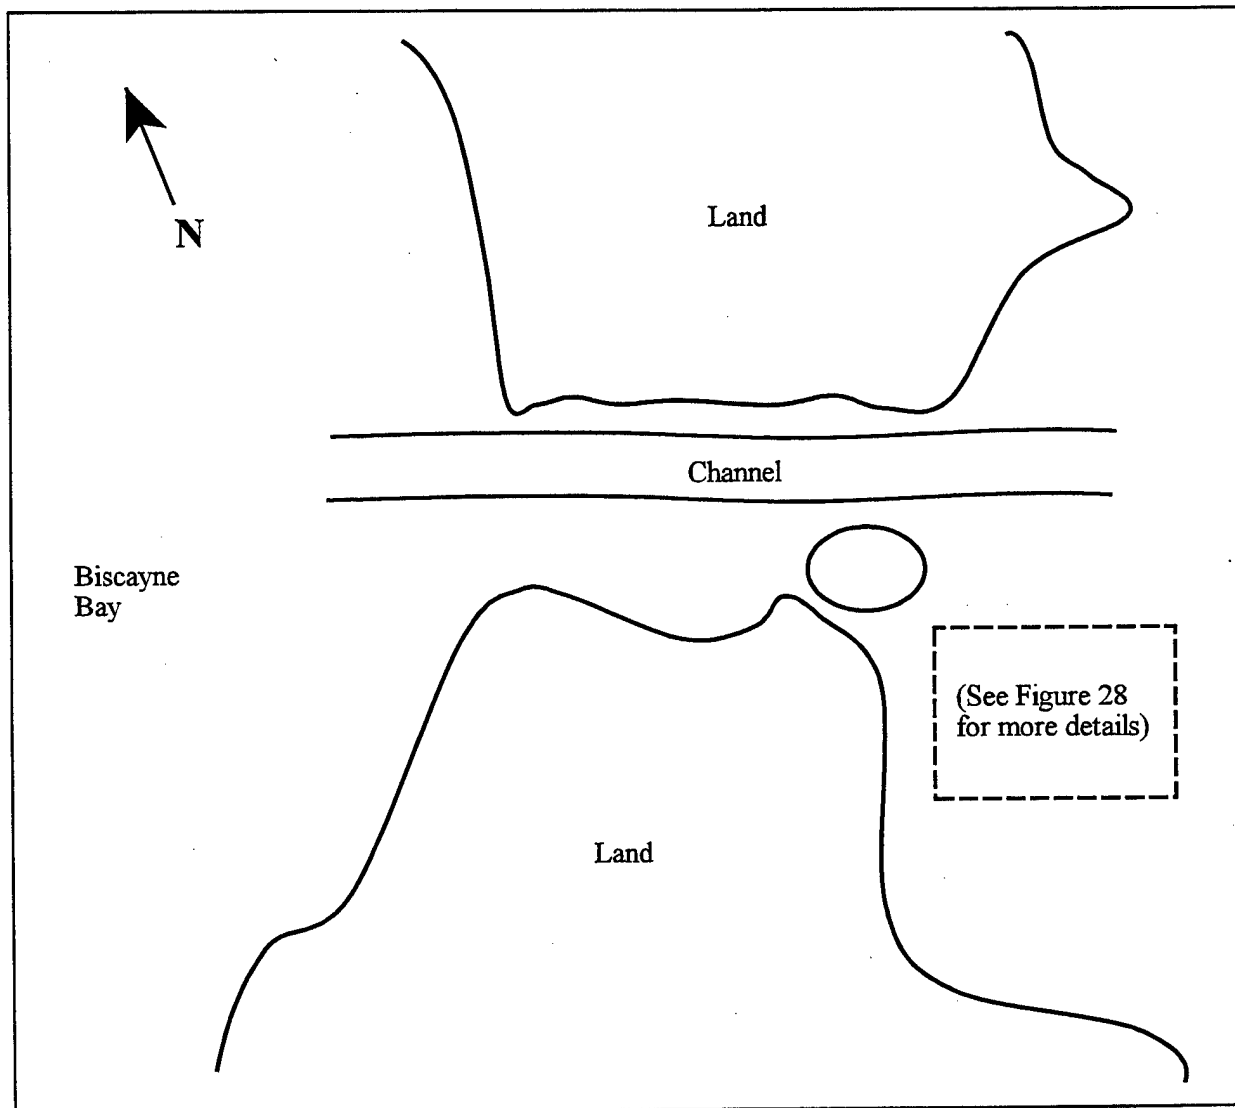 N
Land
Channel
Biscayne
Bay
(See Figure 28
for more details)
Land